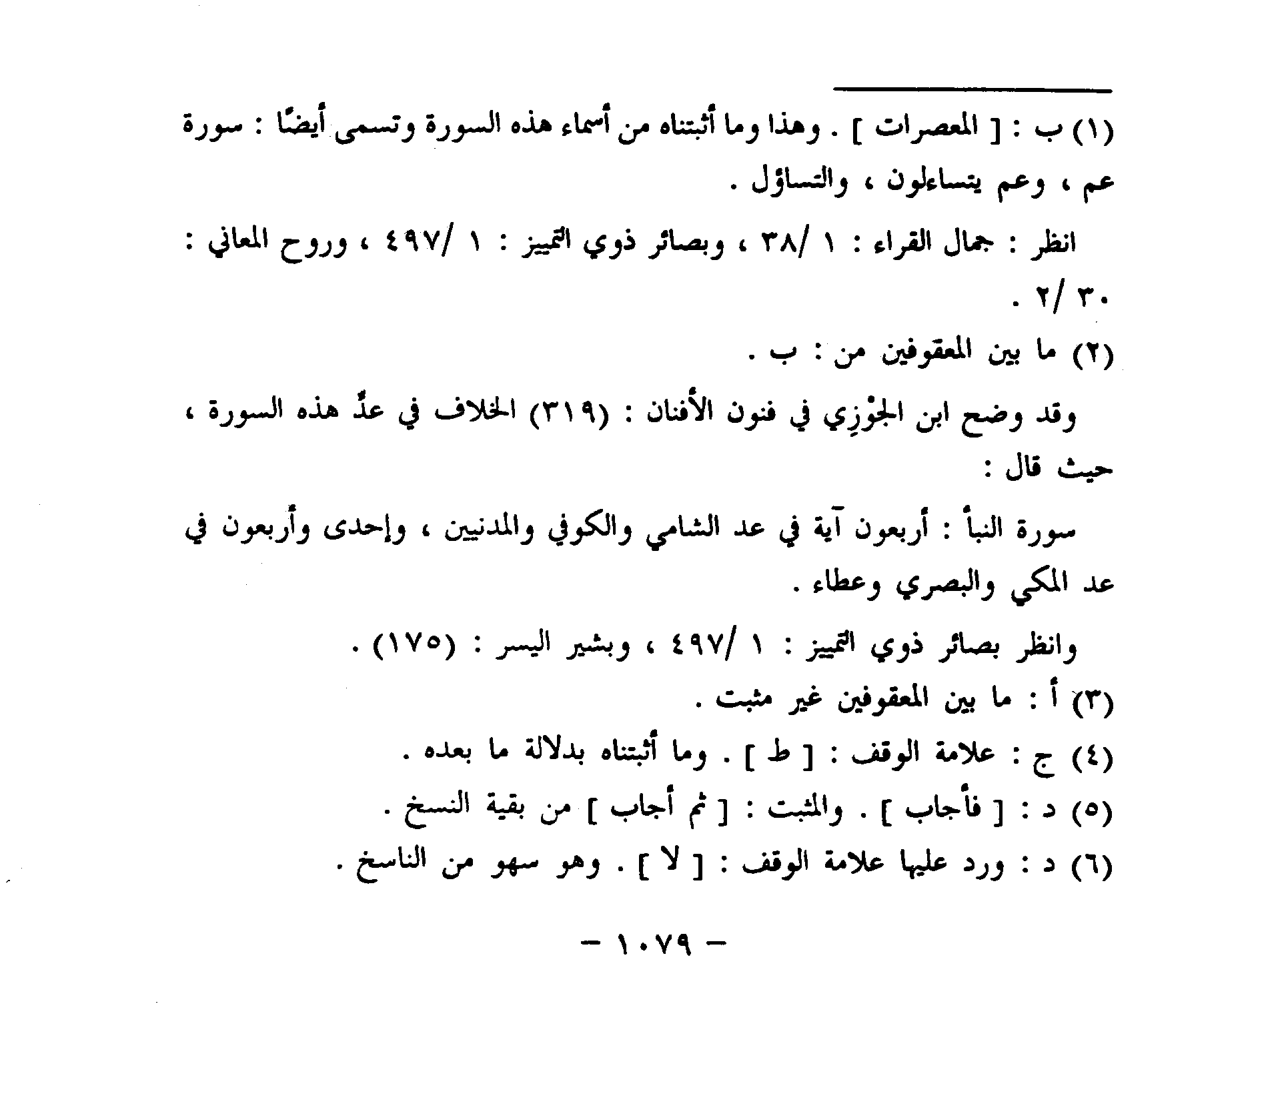 (١) ب : [ المعصرات ] . وهذا وما أثبتناه من أسماء هذه السورة وتسمى أيضًا : سورة
عم ، وعم يتساءلون ، والتساؤل .
انظر : جمال القراء : ١ /٣٨ ، وبصائر ذوي التمييز : ١ /٤٩٧ ، وروح المعاني :
٣٠ /٢ .
(٢) ما بين المعقوفين من : ب .
وقد وضح ابن الجوْزِي في فنون الأفنان : (٣١٩) الخلاف في عدِّ هذه السورة ،
حيث قال :
سورة النبأ : أربعون آية في عد الشامي والكوفي والمدنيين ، وإحدى وأربعون في
عد المكي والبصري وعطاء .
وانظر بصائر ذوي التمييز : ١ /٤٩٧ ، وبشير اليسر : (١٧٥) .
(٣) أ : ما بين المعقوفين غير مثبت .
(٤) ج : علامة الوقف : [ ط ] . وما أثبتناه بدلالة ما بعده .
(٥) د : [ فأجاب ] . والمثبت : [ ثم أجاب ] من بقية النسخ .
(٦) د : ورد عليها علامة الوقف : [ لا ] . وهو سهو من الناسخ .
– ١٠٧٩ –